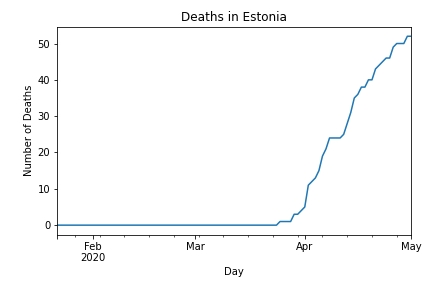 Deaths in Estonia
Number of Deaths
50
40
30
20
10
0
Feb
2020
Mar
Apr
May
Day